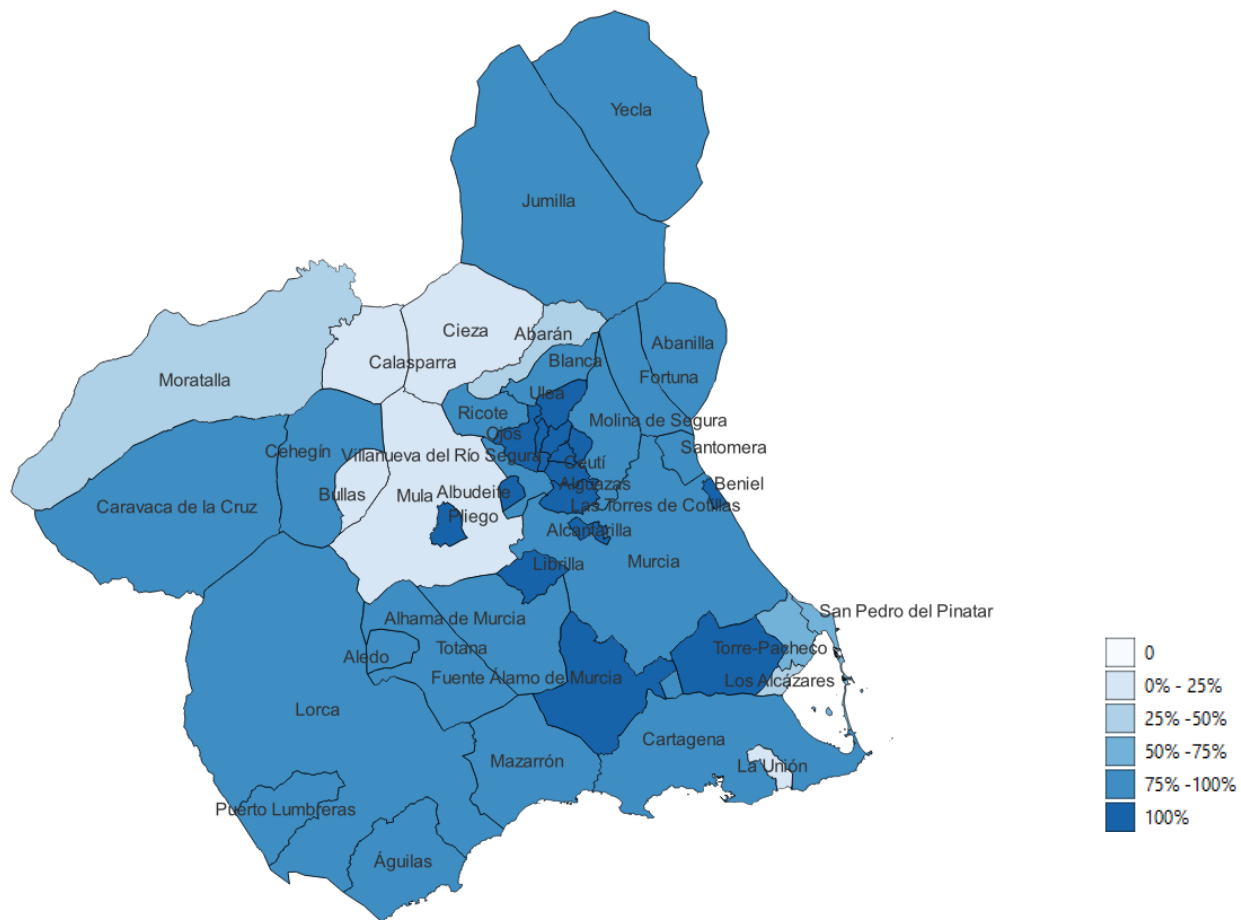 Yecla
Jumilla
Cieza
Abarán
Abanilla
Calasparra
Blanca
Moratalla
Fortuna
Ulea
Ricote
Molina de Segura
Ojós
Santomera
Cehegín
Villanueva del Río Segura
Ceutí
Alguazas
Beniel
Bullas
Mula
Albudeite
Caravaca de la Cruz
Las Torres de Cotillas
Pliego
Alcantarilla
Librilla
Murcia
San Pedro del Pinatar
Alhama de Murcia
Totana
Torre-Pacheco
Aledo
Fuente Álamo de Murcia
Los Alcázares
Lorca
Cartagena
Mazarrón
La Unión
Puerto Lumbreras
Águilas
0
0% - 25%
25% -50%
50% -75%
75% -100%
100%